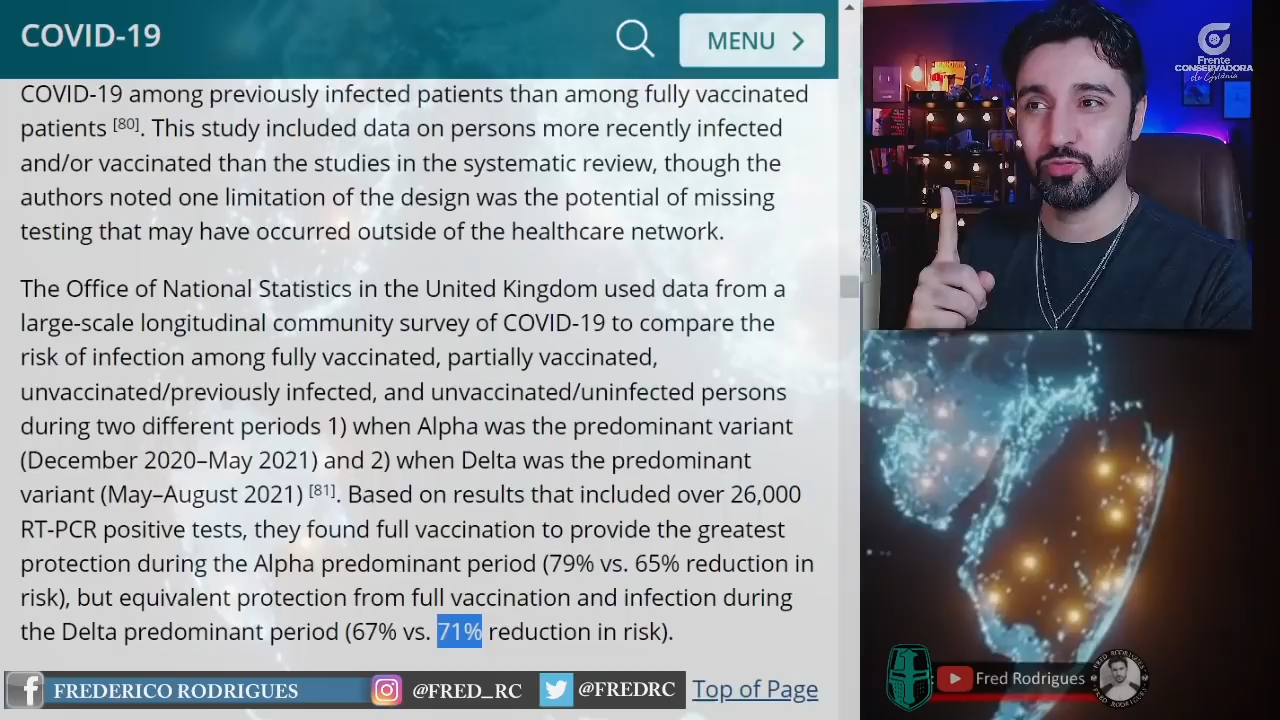 COVID-19
MENU
COVID-19 among previously infected patients than among fully vaccinated
patients [80]. This study included data on persons more recently infected
and/or vaccinated than the studies in the systematic review, though the
authors noted one limitation of the design was the potential of missing
testing that may have occurred outside of the healthcare network.
The Office of National Statistics in the United Kingdom used data from a
large-scale longitudinal community survey of COVID-19 to compare the
risk of infection among fully vaccinated, partially vaccinated,
unvaccinated/previously infected, and unvaccinated/uninfected persons
during two different periods 1) when Alpha was the predominant variant
(December 2020–May 2021) and 2) when Delta was the predominant
variant (May–August 2021) [81]. Based on results that included over 26,000
RT-PCR positive tests, they found full vaccination to provide the greatest
protection during the Alpha predominant period (79% vs. 65% reduction in
risk), but equivalent protection from full vaccination and infection during
the Delta predominant period (67% vs. 71% reduction in risk).
FREDERICO RODRIGUES
@FRED_RC
@FREDRC
Top of Page
Frente
CONSERVADORA
de Goiânia
Fred Rodrigues